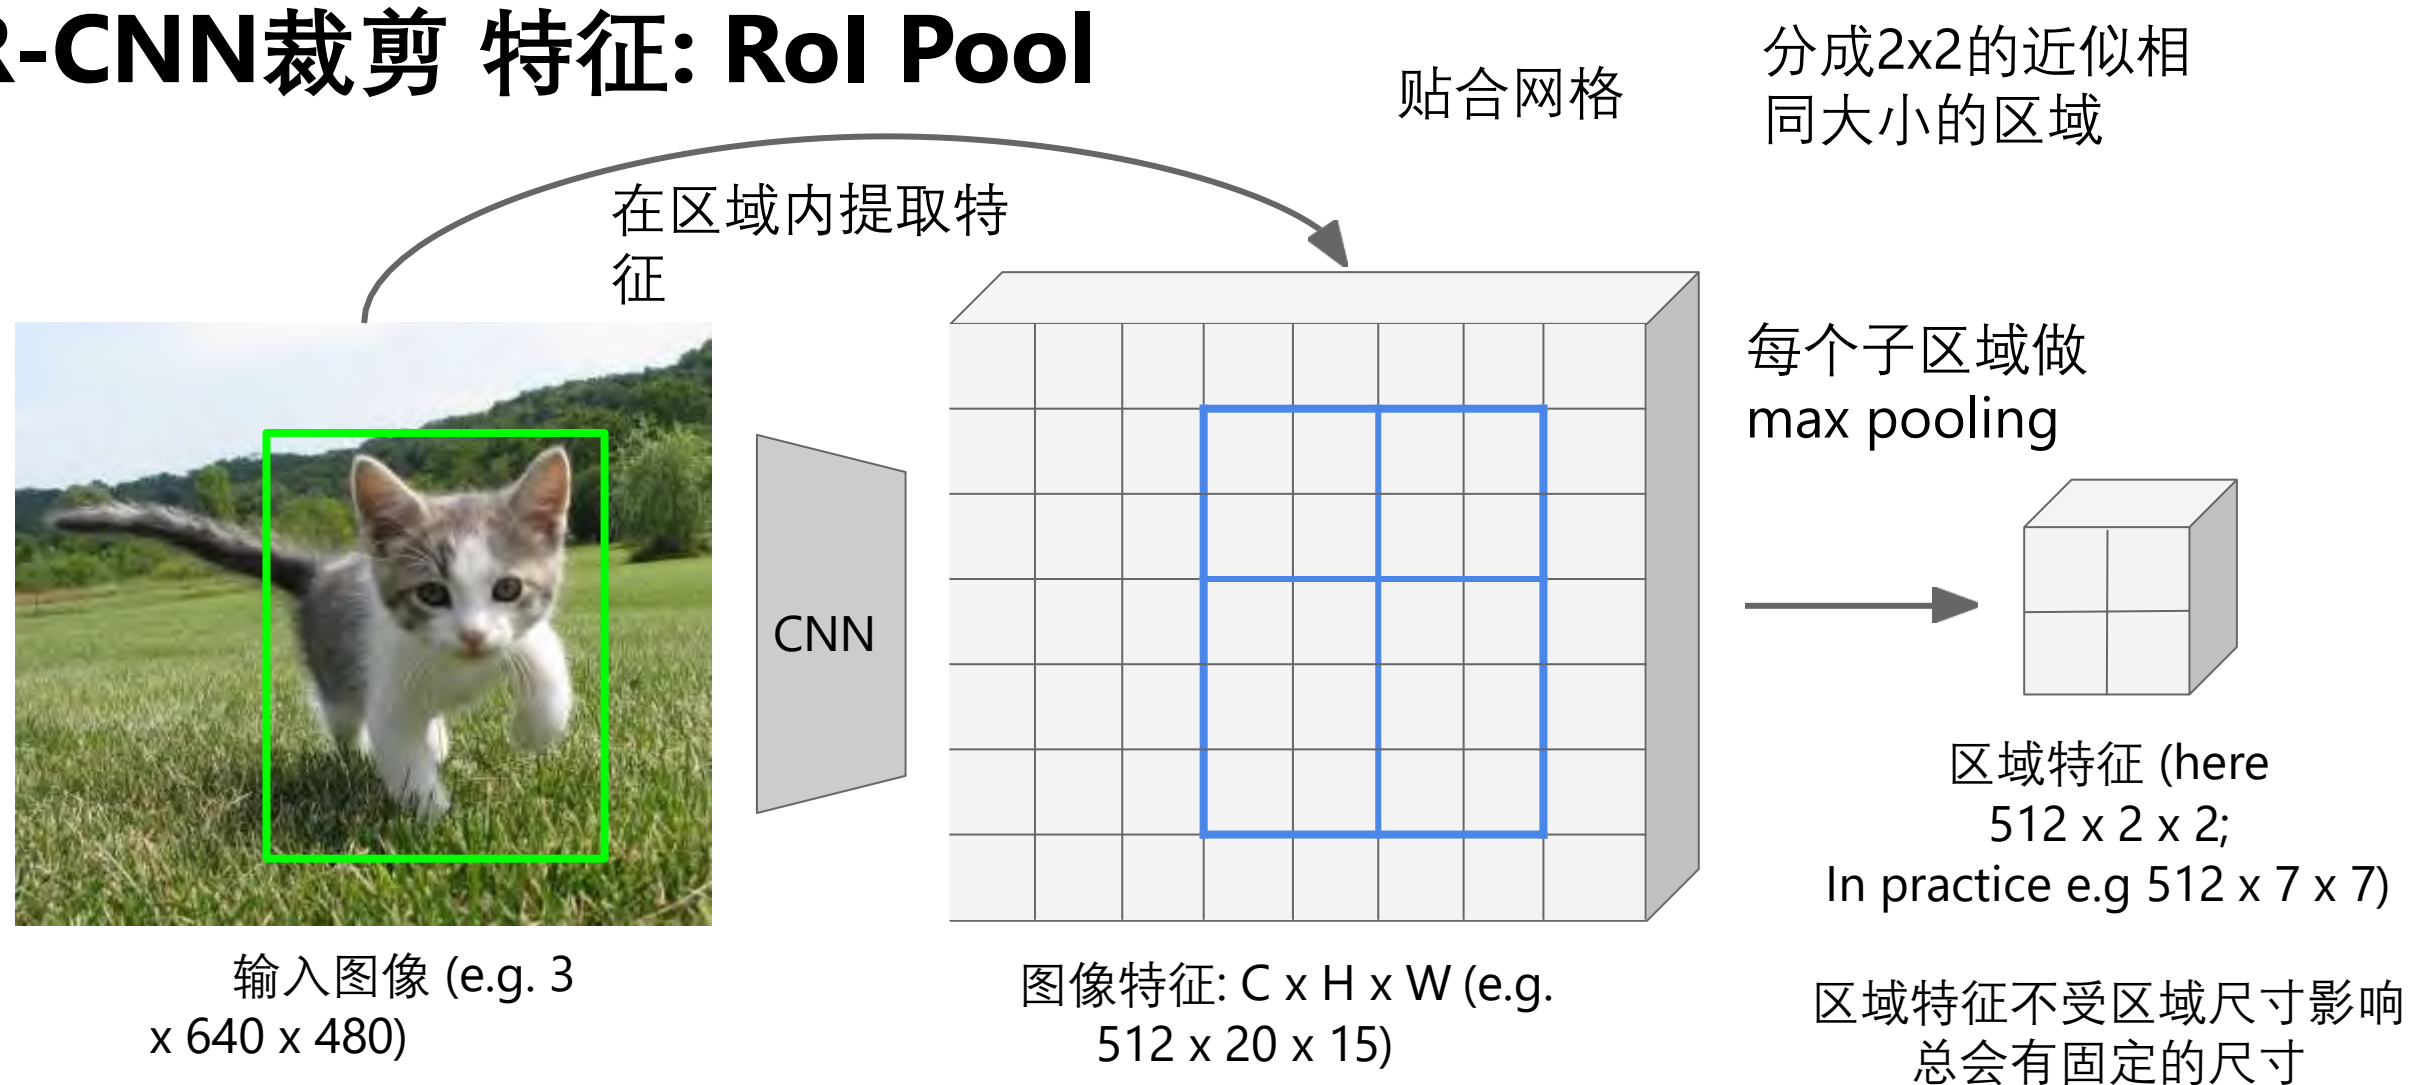 R-CNN裁剪 特征: RoI Pool
贴合网格
分成2x2的近似相
同大小的区域
在区域内提取特
征
每个子区域做
max pooling
CNN
区域特征 (here
512 x 2 x 2;
In practice e.g 512 x 7 x 7)
输入图像 (e.g. 3
x 640 x 480)
图像特征: C x H x W (e.g.
512 x 20 x 15)
区域特征不受区域尺寸影响
总会有固定的尺寸